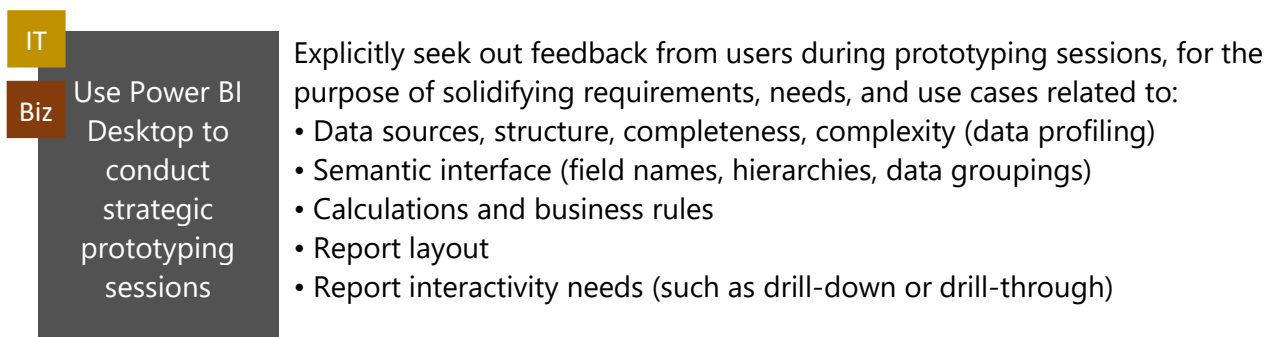 IT
Biz
Use Power BI
Desktop to
conduct
strategic
prototyping
sessions
Explicitly seek out feedback from users during prototyping sessions, for the
purpose of solidifying requirements, needs, and use cases related to:
• Data sources, structure, completeness, complexity (data profiling)
• Semantic interface (field names, hierarchies, data groupings)
• Calculations and business rules
• Report layout
• Report interactivity needs (such as drill-down or drill-through)